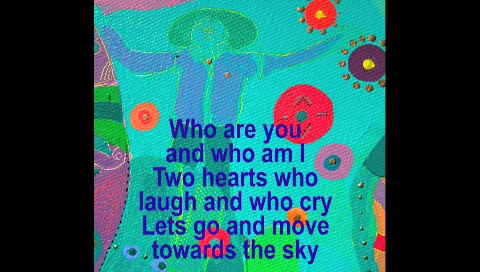 Who are you
and who am I
Two hearts who
laugh and who cry
Lets go and move
towards the sky